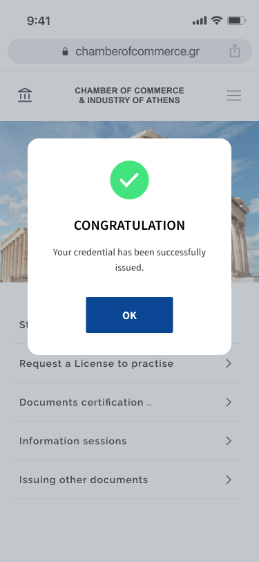 9:41
chamberofcommerce.gr
CHAMBER OF COMMERCE
& INDUSTRY OF ATHENS
CONGRATULATION
Your credential has been successfully
issued.
OK
St
Request a License to practise
Documents certification ..
Information sessions
Issuing other documents